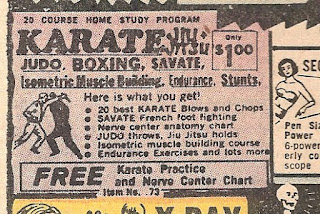 20 COURSE HOME STUDY PROGRAM
KARATE Jiu Jitsu Only $1.00
JUDO, BOXING, SAVATE,
Isometric Muscle Building, Endurance, Stunts.
Here is what you get!
• 20 best KARATE Blows and Chops
• SAVATE French foot fighting
• Nerve center anatomy chart
• JUDO throws, Jiu Jitsu holds
• Isometric muscle building course
• Endurance Exercises and lots more
FREE Karate Practice
and Nerve Center Chart
Item No. 73
SEC
Pen Siz
Power
6-power
erly co
scope
X-RAY